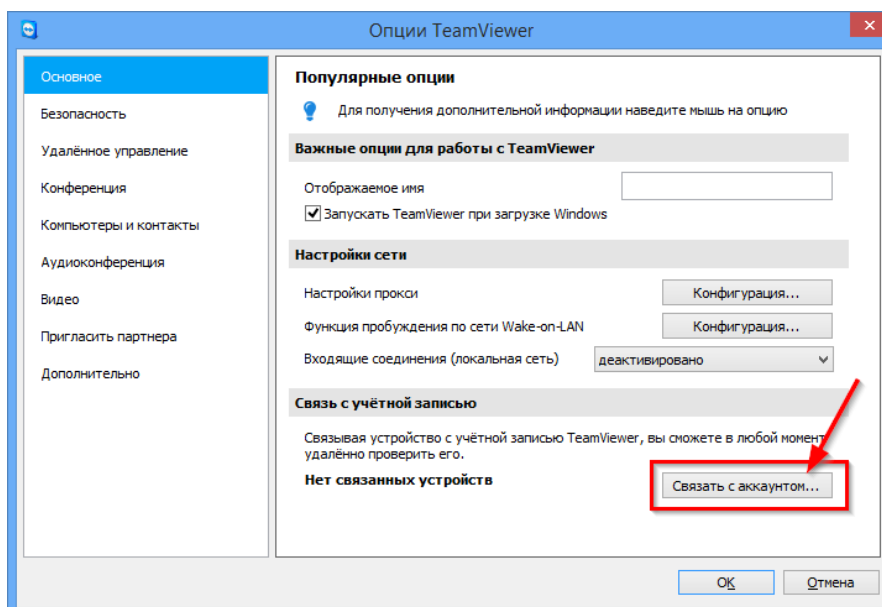 Опции TeamViewer
Основное
Безопасность
Удалённое управление
Конференция
Компьютеры и контакты
Аудиоконференция
Видео
Пригласить партнера
Дополнительно
Популярные опции
Для получения дополнительной информации наведите мышь на опцию
Важные опции для работы с TeamViewer
Отображаемое имя
Запускать TeamViewer при загрузке Windows
Настройки сети
Настройки прокси
Конфигурация...
Функция пробуждения по сети Wake-on-LAN
Конфигурация...
Входящие соединения (локальная сеть)
деактивировано
Связь с учётной записью
Связывая устройство с учётной записью TeamViewer, вы сможете в любой момент
удалённо проверить его.
Нет связанных устройств
Связать с аккаунтом...
OK
Отмена